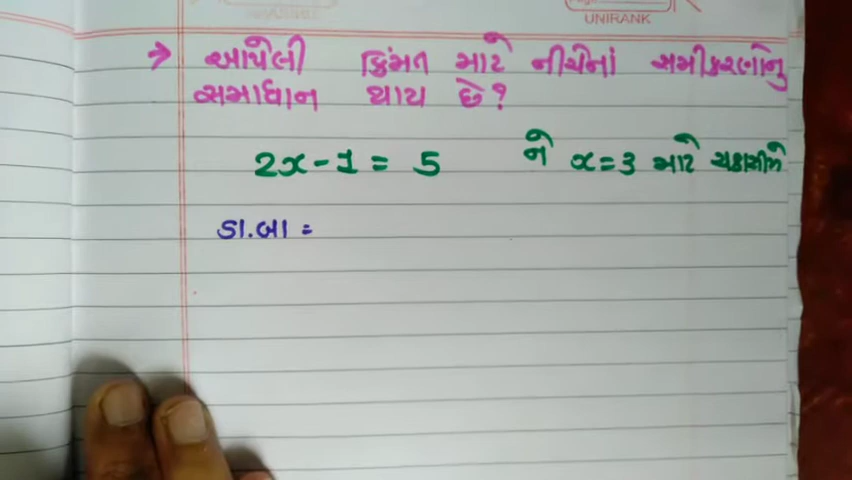 UNIRANK
→ આપેલી કિંમત માટે નીચેનાં સમીકરણોનુ
સમાધાન થાય છે?
2x-1 = 5 ને x=3 માટે ચકાસીએ
ડા.બા =